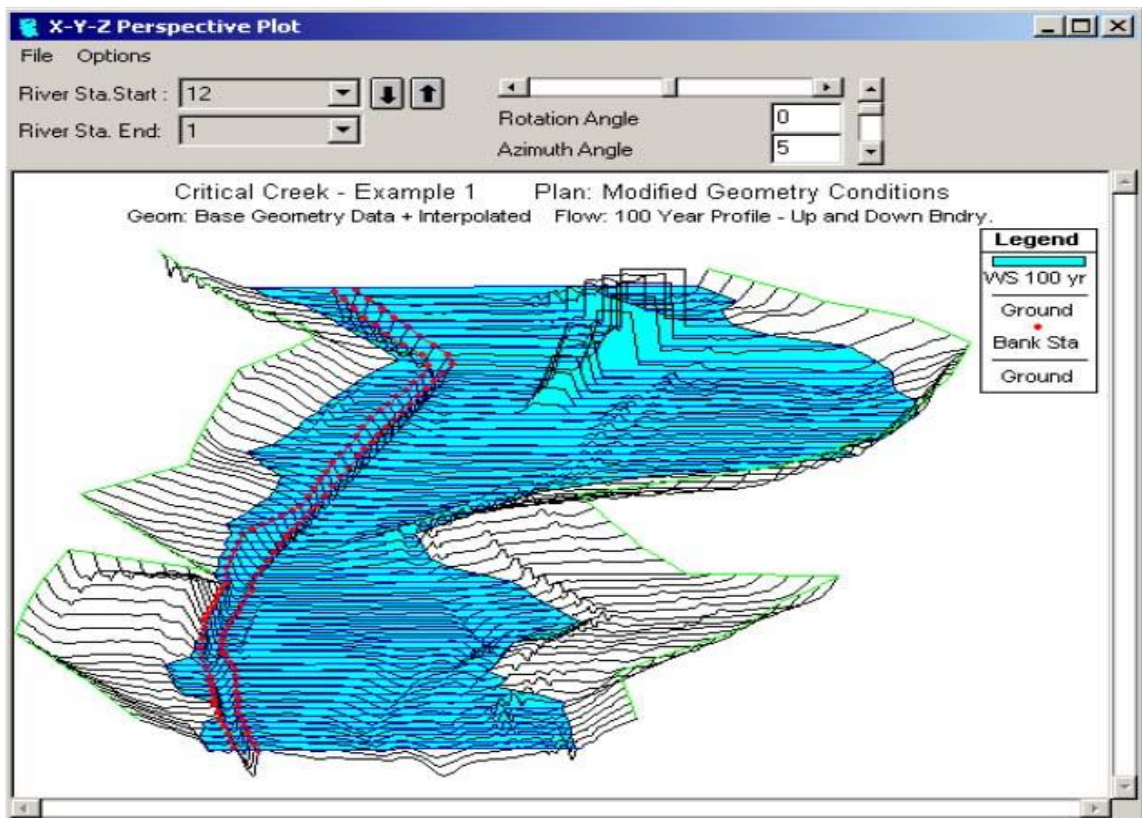 X-Y-Z Perspective Plot
File Options
River Sta.Start : 12
River Sta. End: 1
Rotation Angle 0
Azimuth Angle 5
Critical Creek - Example 1 Plan: Modified Geometry Conditions
Geom: Base Geometry Data + Interpolated Flow: 100 Year Profile - Up and Down Bndry.
Legend
WS 100 yr
Ground
Bank Sta
Ground